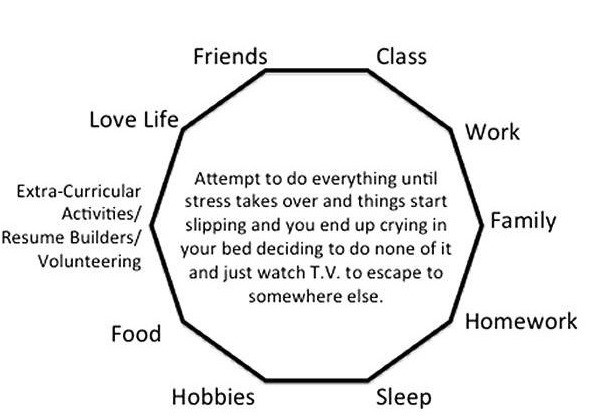 Friends
Class
Love Life
Work
Extra-Curricular
Activities/
Resume Builders/
Volunteering
Attempt to do everything until
stress takes over and things start
slipping and you end up crying in
your bed deciding to do none of it
and just watch T.V. to escape to
somewhere else.
Family
Food
Homework
Hobbies
Sleep